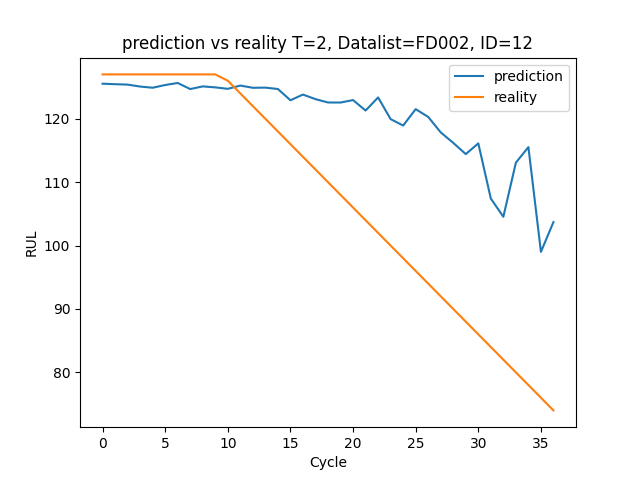 prediction vs reality T=2, Datalist=FD002, ID=12
prediction
reality
120
110
100
90
80
RUL
0 5 10 15 20 25 30 35
Cycle